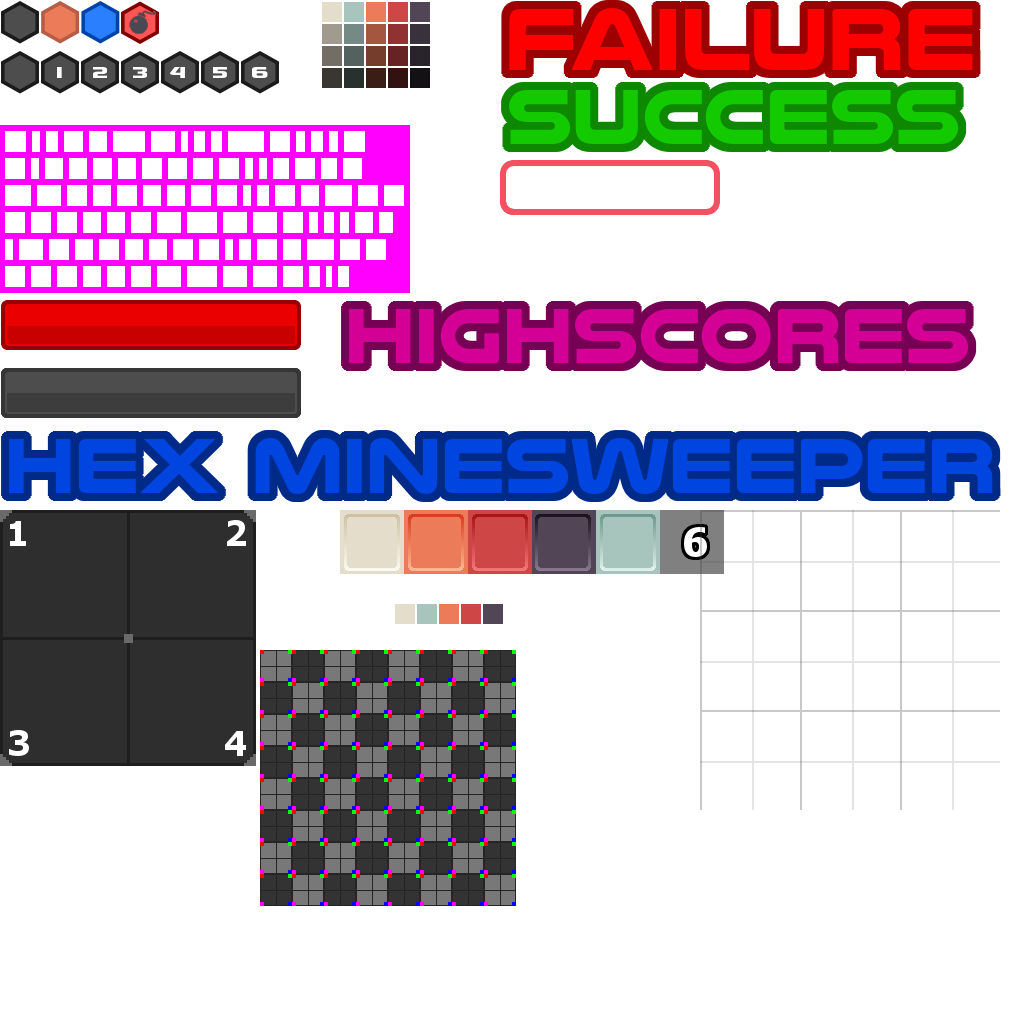 1 2 3 4 5 6
FAILURE
SUCCESS
HIGHSCORES
HEX MINESWEEPER
1 2
3 4
6